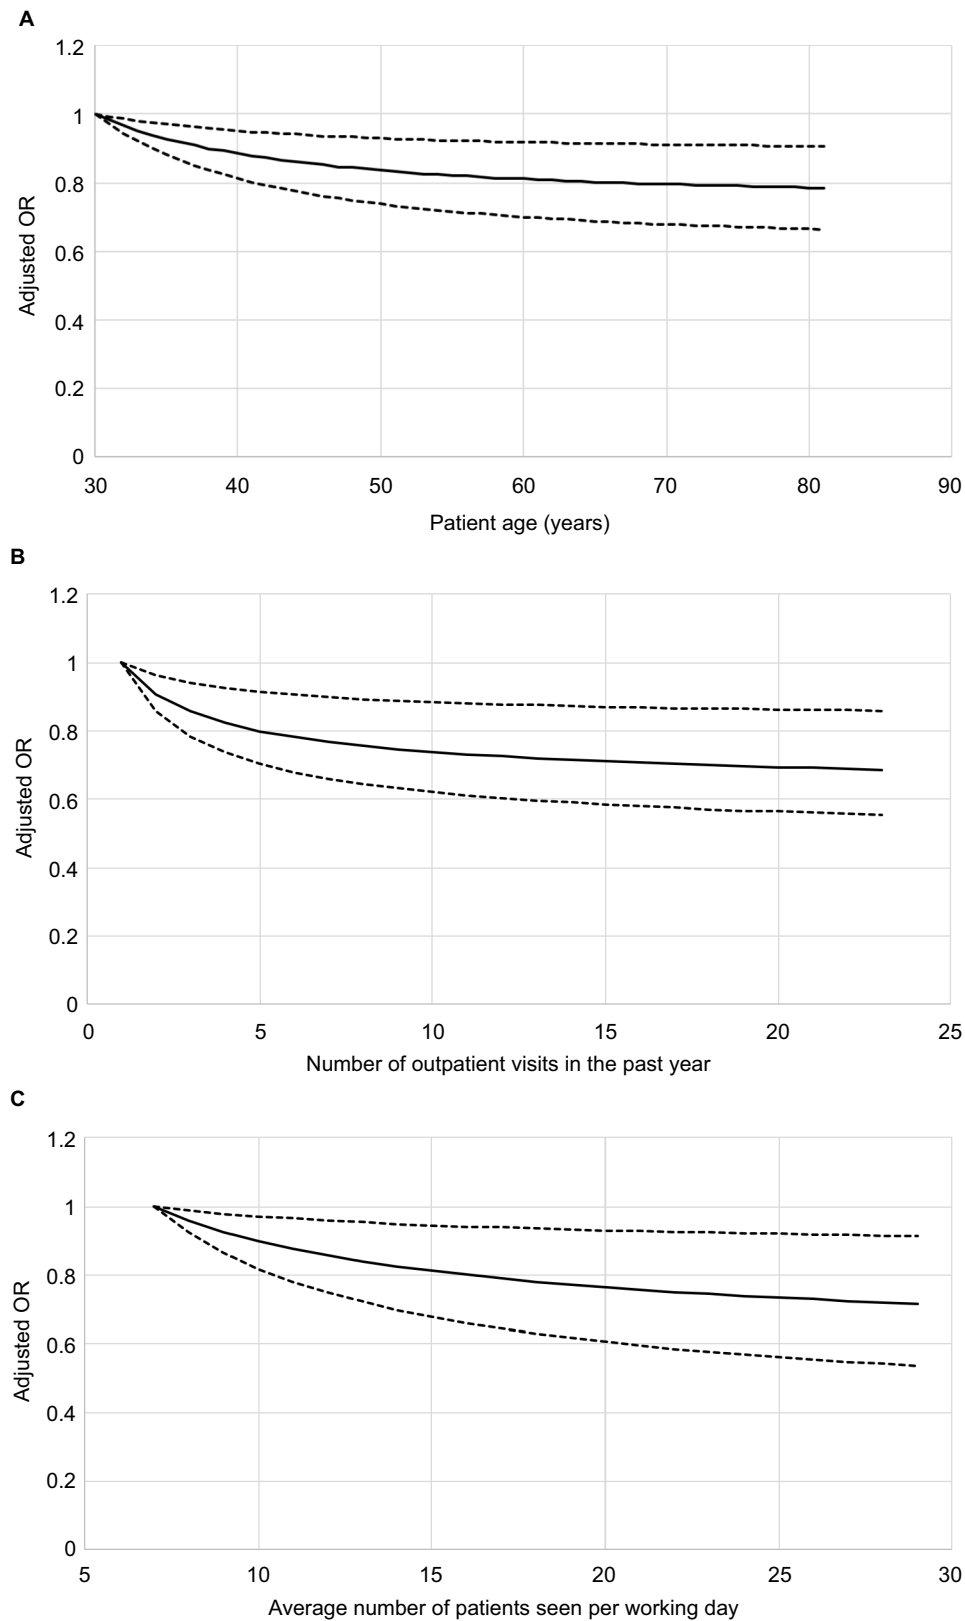 A
1.2
1
0.8
0.6
0.4
0.2
0
Adjusted OR
30 40 50 60 70 80 90
Patient age (years)
B
1.2
1
0.8
0.6
0.4
0.2
0
Adjusted OR
0 5 10 15 20 25
Number of outpatient visits in the past year
C
1.2
1
0.8
0.6
0.4
0.2
0
Adjusted OR
5 10 15 20 25 30
Average number of patients seen per working day